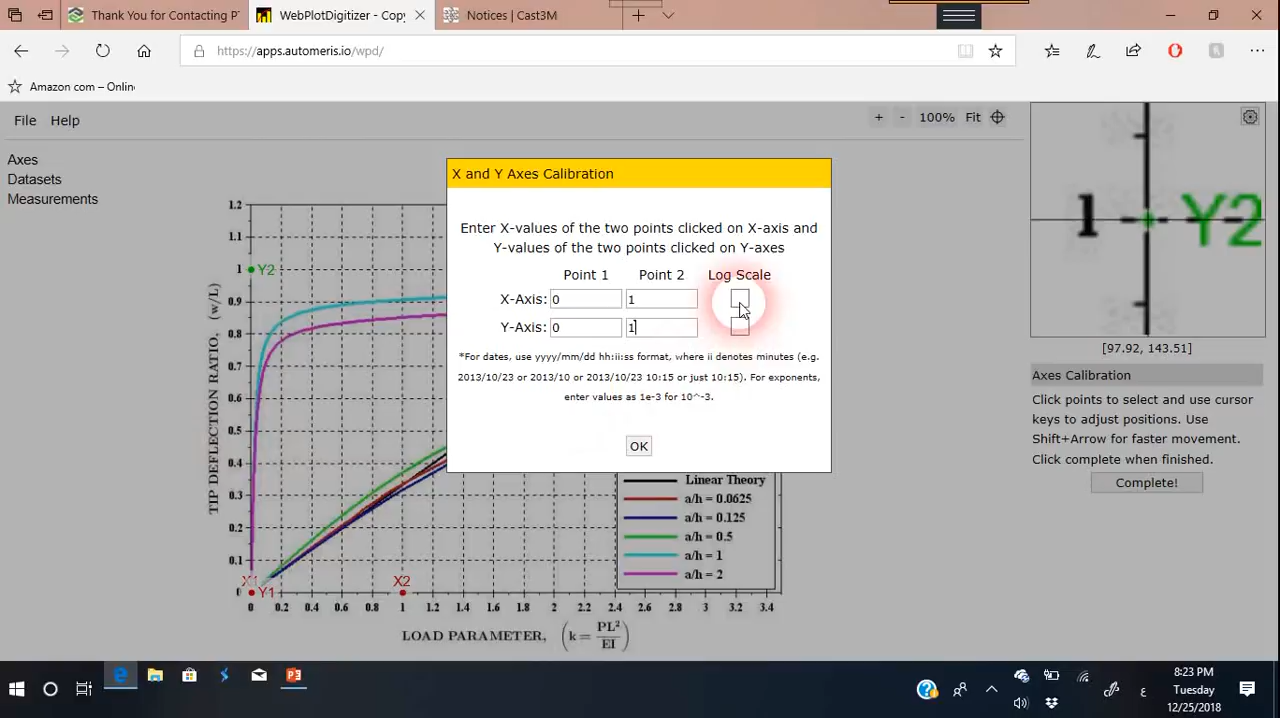 Thank You for Contacting PT
WebPlotDigitizer - Copy
Notices | Cast3M
https://apps.automeris.io/wpd/
Amazon com – Online
File Help
+ - 100% Fit
Axes
Datasets
Measurements
X and Y Axes Calibration
Enter X-values of the two points clicked on X-axis and
Y-values of the two points clicked on Y-axes
Point 1 Point 2 Log Scale
X-Axis: 0 1
Y-Axis: 0 1
*For dates, use yyyy/mm/dd hh:ii:ss format, where ii denotes minutes (e.g.
2013/10/23 or 2013/10 or 2013/10/23 10:15 or just 10:15). For exponents,
enter values as 1e-3 for 10^-3.
OK
1 Y2
[97.92, 143.51]
Axes Calibration
Click points to select and use cursor
keys to adjust positions. Use
Shift+Arrow for faster movement.
Click complete when finished.
Complete!
TIP DEFLECTION RATIO, (w/L)
1.2
1.1
1 Y2
0.9
0.8
0.7
0.6
0.5
0.4
0.3
0.2
0.1
0
X1
Y1
X2
Linear Theory
a/h = 0.0625
a/h = 0.125
a/h = 0.5
a/h = 1
a/h = 2
0 0.2 0.4 0.6 0.8 1 1.2 1.4 1.6 1.8 2 2.2 2.4 2.6 2.8 3 3.2 3.4
LOAD PARAMETER, (k = PL²/EI)
8:23 PM
Tuesday
12/25/2018
ع